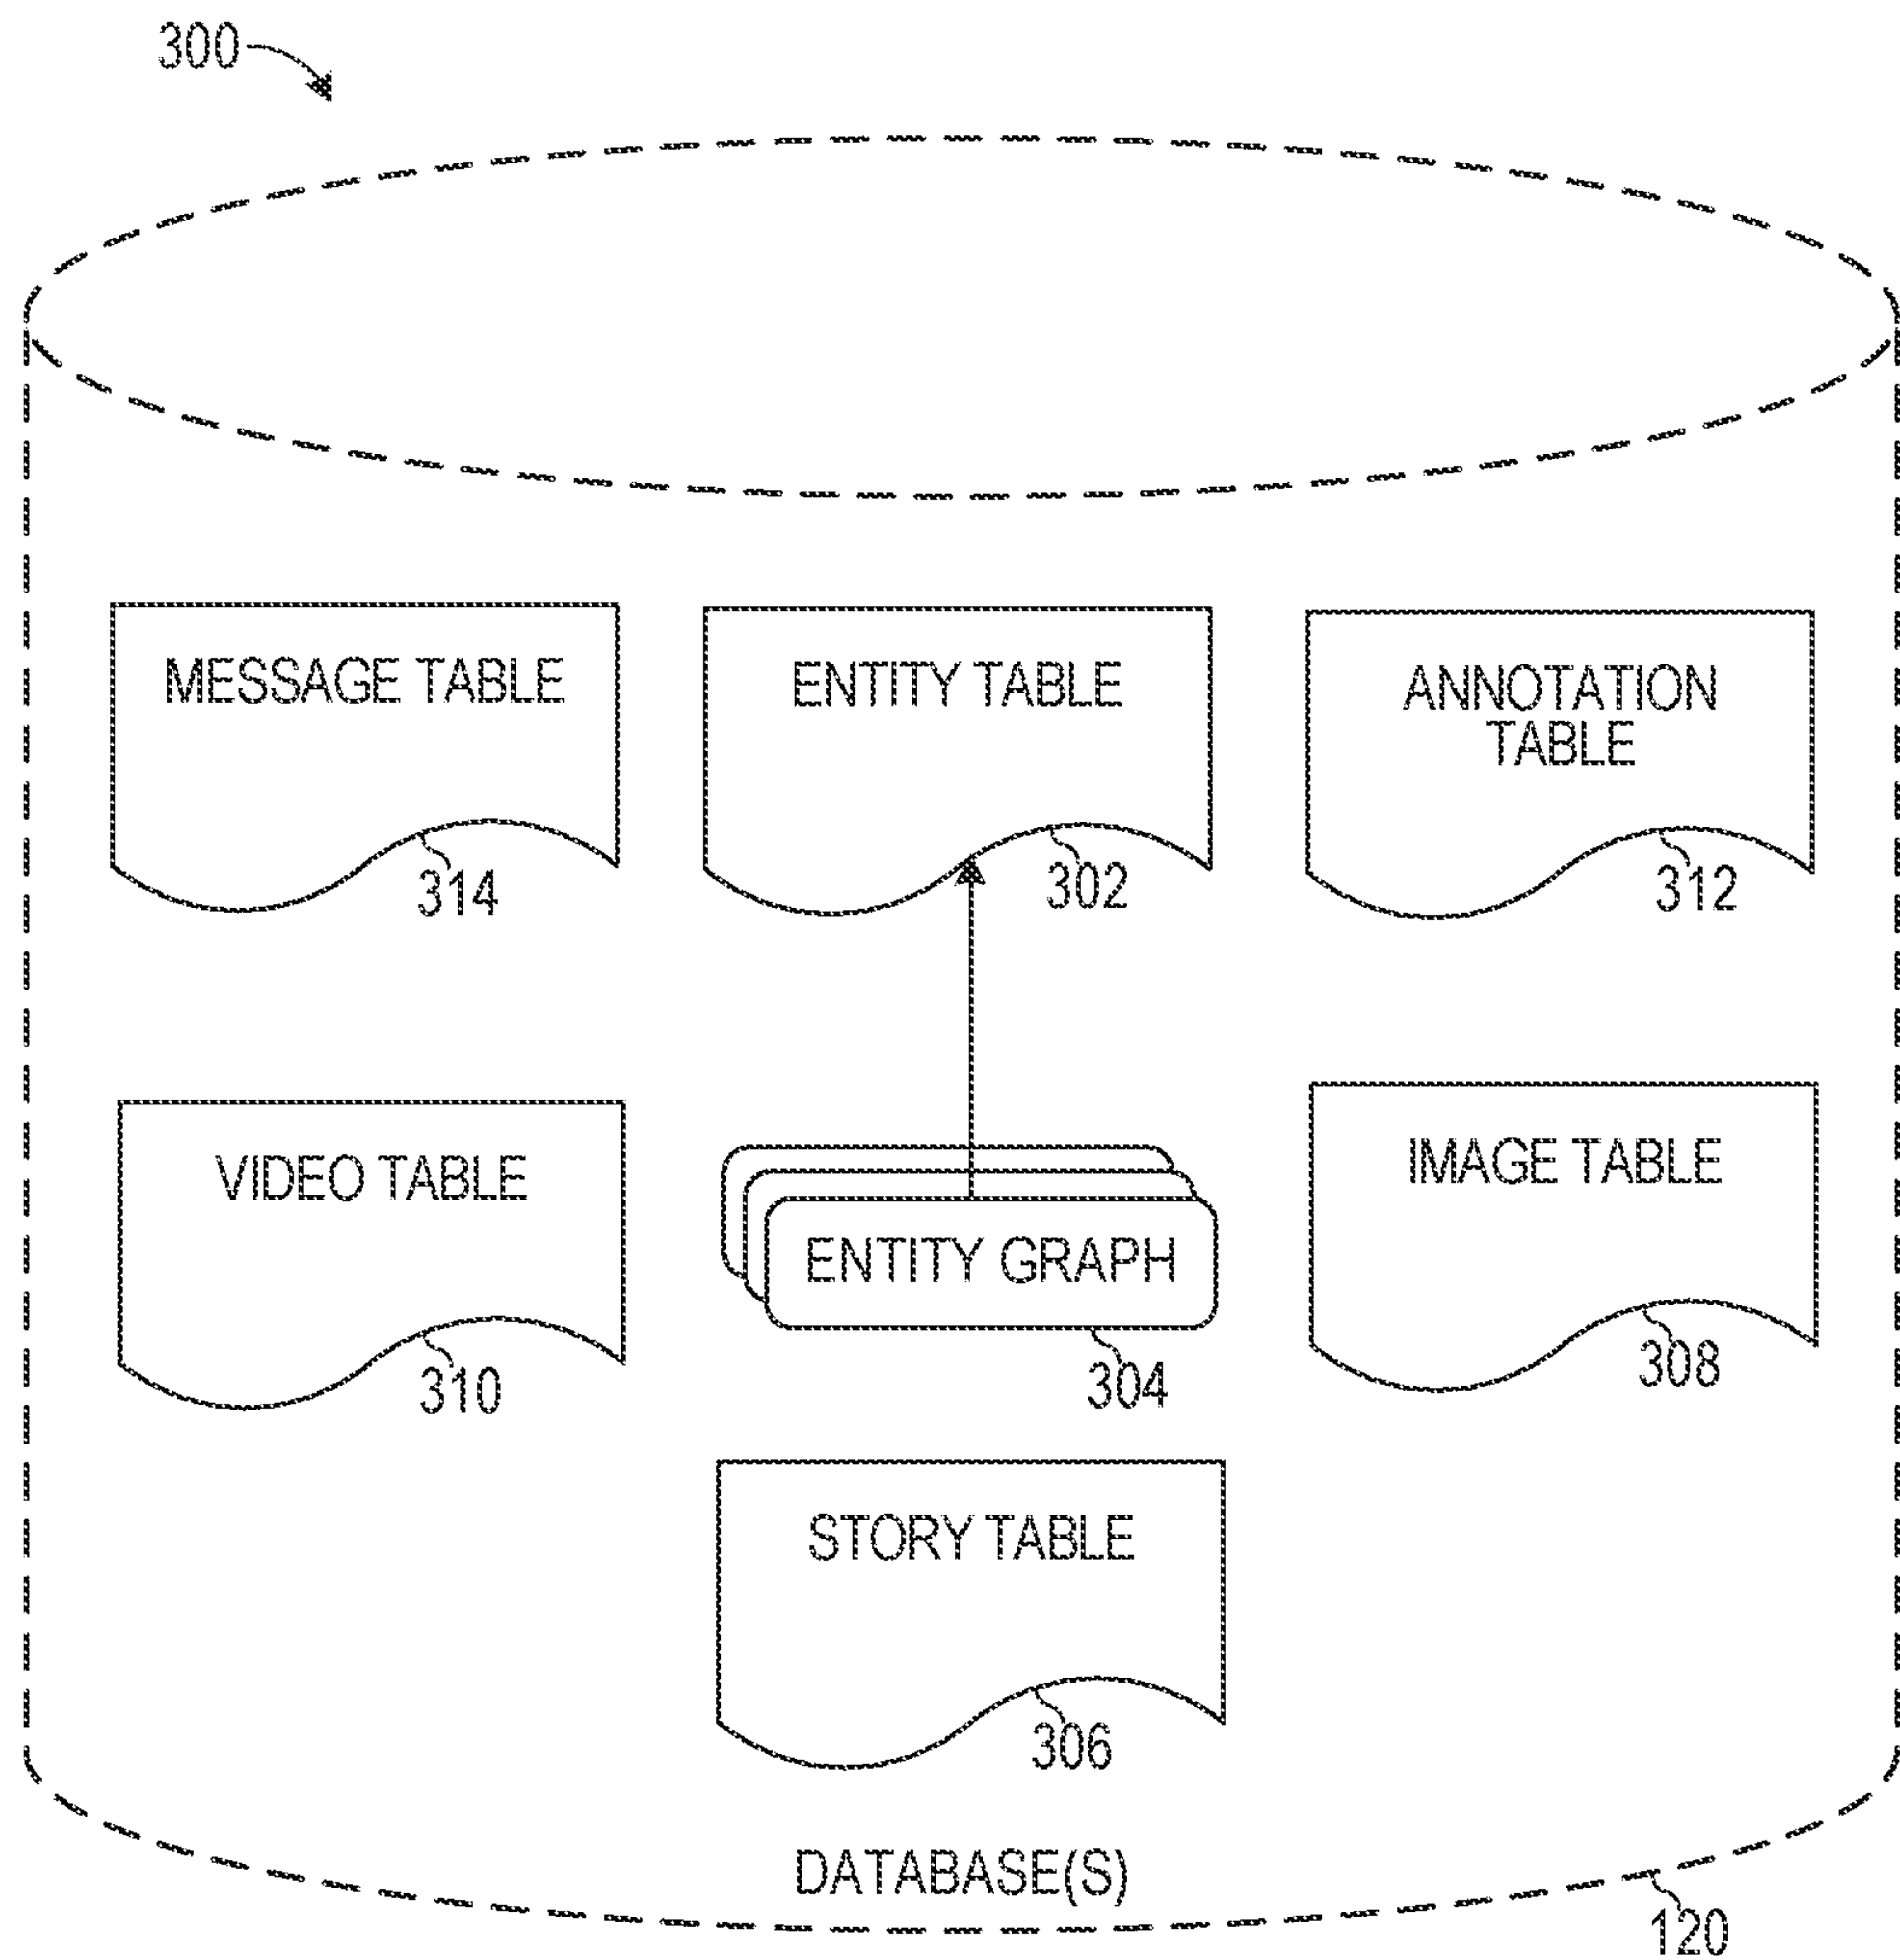 300
MESSAGE TABLE
314
ENTITY TABLE
302
ANNOTATION
TABLE
312
VIDEO TABLE
310
ENTITY GRAPH
304
IMAGE TABLE
308
STORY TABLE
306
DATABASE(S)
120